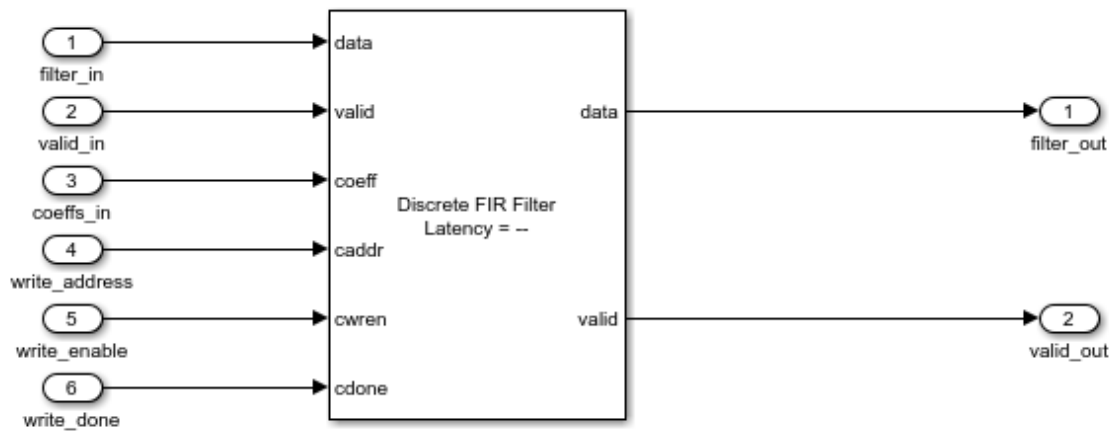 1
filter_in
data
2
valid_in
valid
data
1
filter_out
3
coeffs_in
coeff
Discrete FIR Filter
Latency = --
4
write_address
caddr
5
write_enable
cwren
valid
2
valid_out
6
write_done
cdone